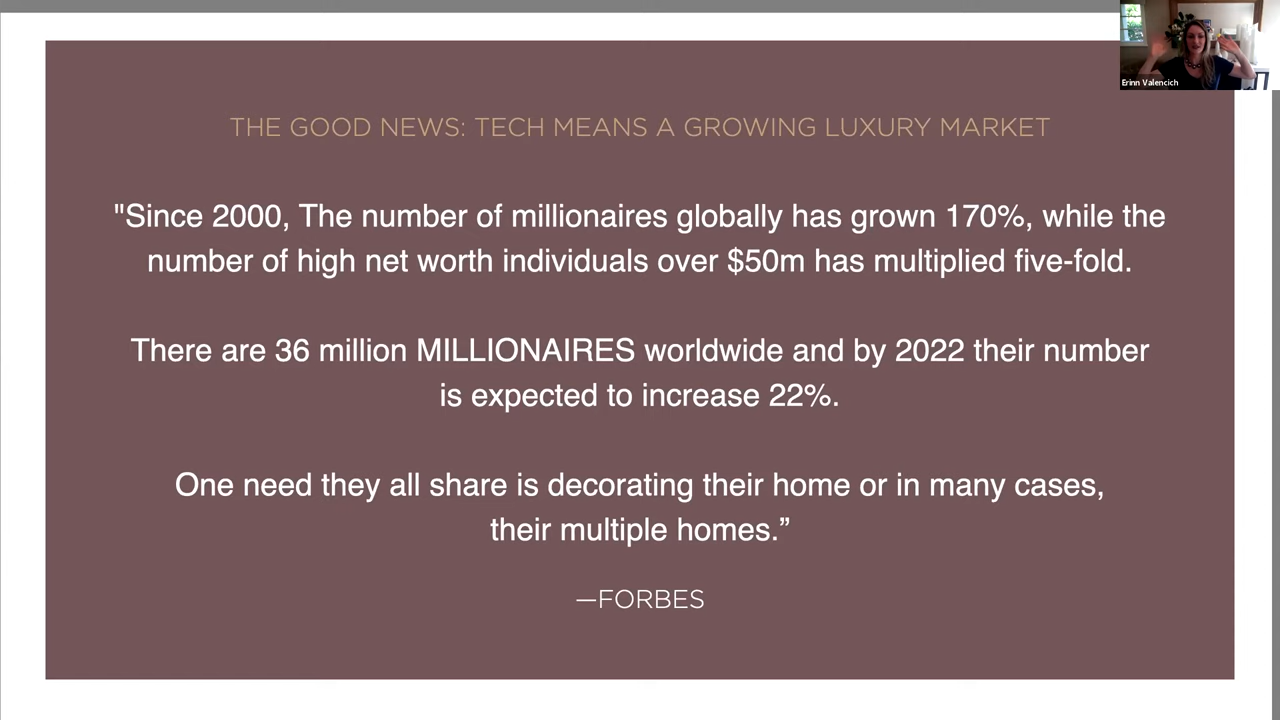 Erinn Valencich
THE GOOD NEWS: TECH MEANS A GROWING LUXURY MARKET
"Since 2000, The number of millionaires globally has grown 170%, while the
number of high net worth individuals over $50m has multiplied five-fold.
There are 36 million MILLIONAIRES worldwide and by 2022 their number
is expected to increase 22%.
One need they all share is decorating their home or in many cases,
their multiple homes.”
—FORBES